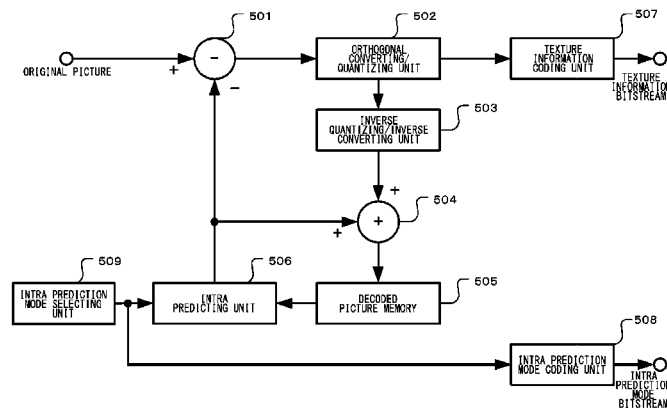 501
502
507
ORIGINAL PICTURE
+
-
-
ORTHOGONAL
CONVERTING/
QUANTIZING UNIT
TEXTURE
INFORMATION
CODING UNIT
TEXTURE
INFORMATION
BITSTREAM
503
INVERSE
QUANTIZING/INVERSE
CONVERTING UNIT
+
504
+
+
509
506
505
INTRA PREDICTION
MODE SELECTING
UNIT
INTRA
PREDICTING UNIT
DECODED
PICTURE MEMORY
508
INTRA PREDICTION
MODE CODING UNIT
INTRA
PREDICTION
MODE
BITSTREAM